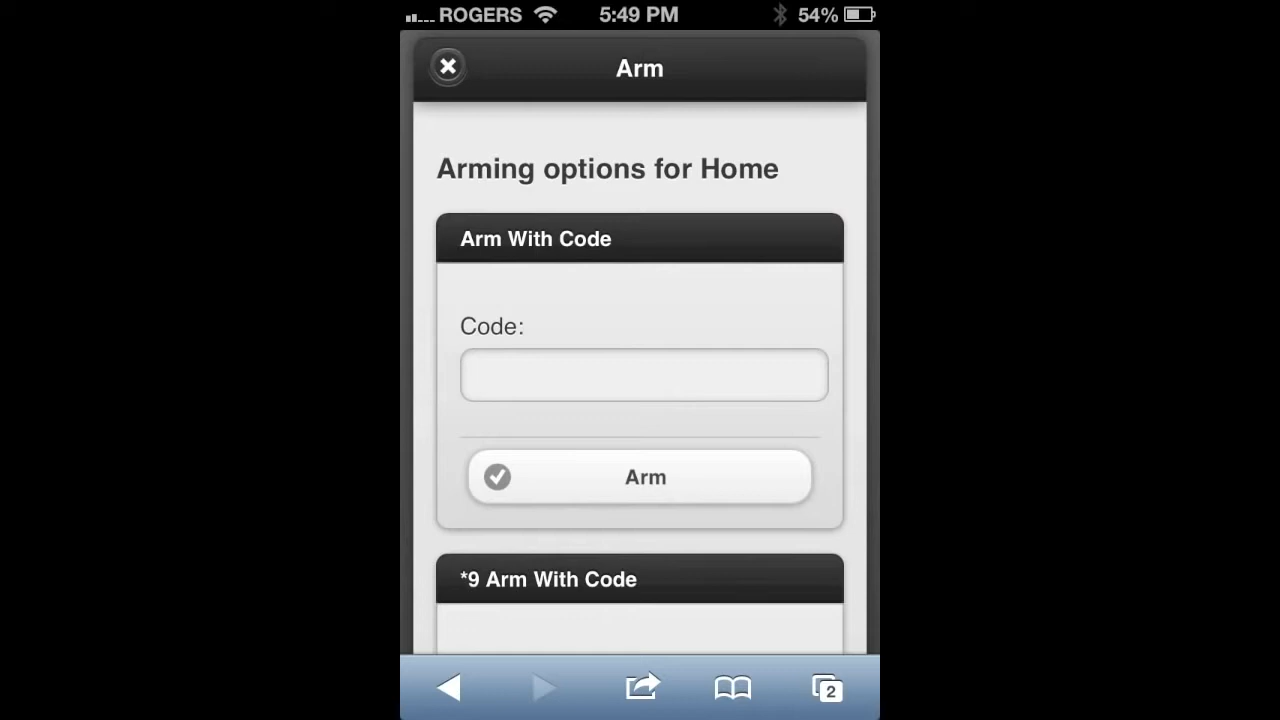 ROGERS 5:49 PM 54%
Arm
Arming options for Home
Arm With Code
Code:
Arm
*9 Arm With Code
2